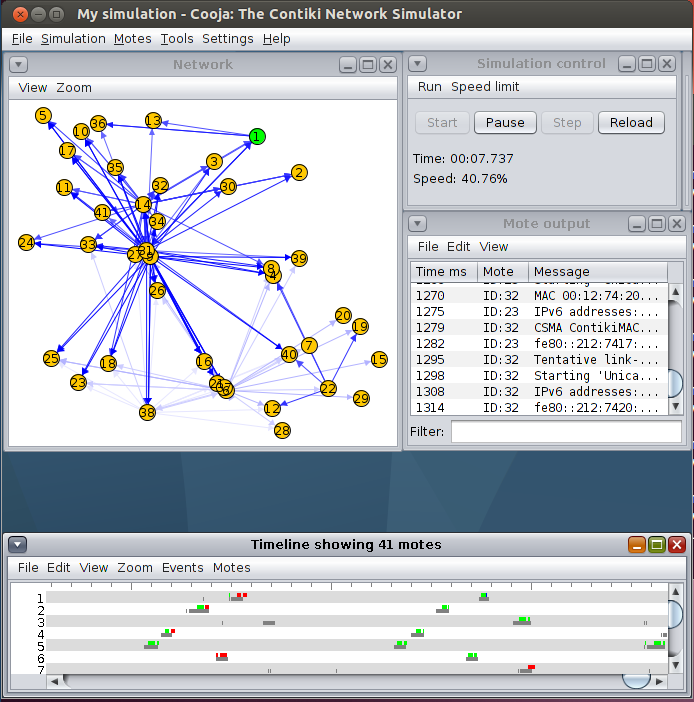 My simulation - Cooja: The Contiki Network Simulator
File Simulation Motes Tools Settings Help
Network
View Zoom
5
36
13
10
1
17
35
3
2
32
30
11
14
41
34
24
33
27
31
9
8
4
39
26
20
19
7
40
16
15
25
18
23
21
6
22
29
38
12
28
Simulation control
Run Speed limit
Start Pause Step Reload
Time: 00:07.737
Speed: 40.76%
Mote output
File Edit View
Time ms Mote Message
1270 ID:32 MAC 00:12:74:20...
1275 ID:23 IPv6 addresses:...
1279 ID:32 CSMA ContikiMAC...
1282 ID:23 fe80::212:7417:...
1295 ID:32 Tentative link-...
1298 ID:32 Starting 'Unica...
1308 ID:32 IPv6 addresses:...
1314 ID:32 fe80::212:7420:...
Filter:
Timeline showing 41 motes
File Edit View Zoom Events Motes
1
2
3
4
5
6
7